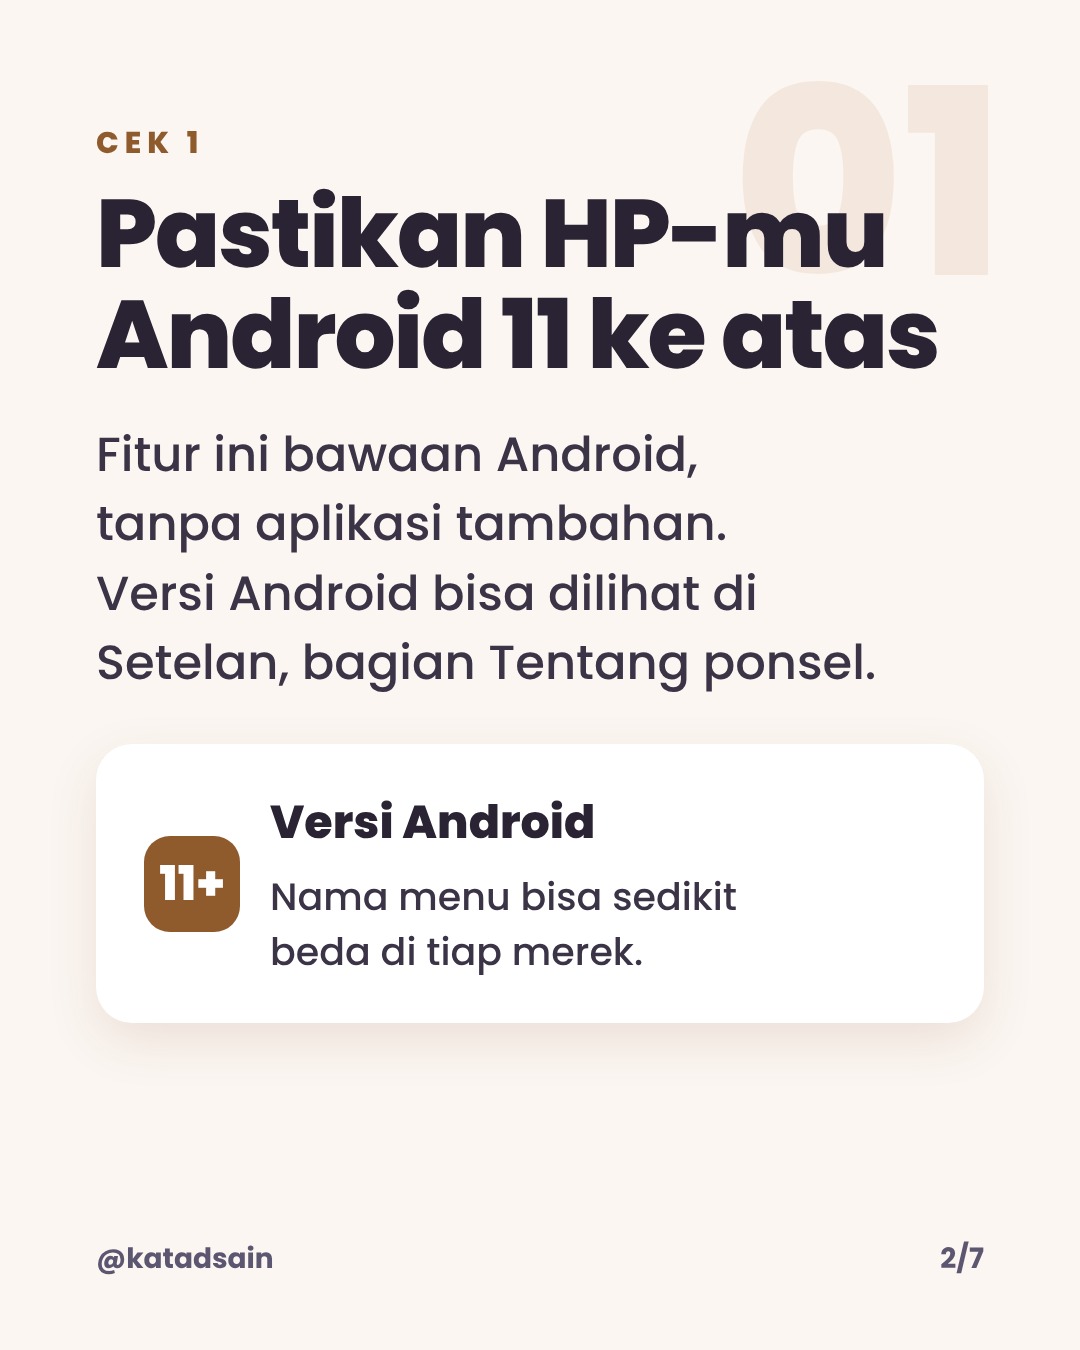 01
CEK 1
Pastikan HP-mu
Android 11 ke atas
Fitur ini bawaan Android,
tanpa aplikasi tambahan.
Versi Android bisa dilihat di
Setelan, bagian Tentang ponsel.
11+
Versi Android
Nama menu bisa sedikit
beda di tiap merek.
@katadsain
2/7